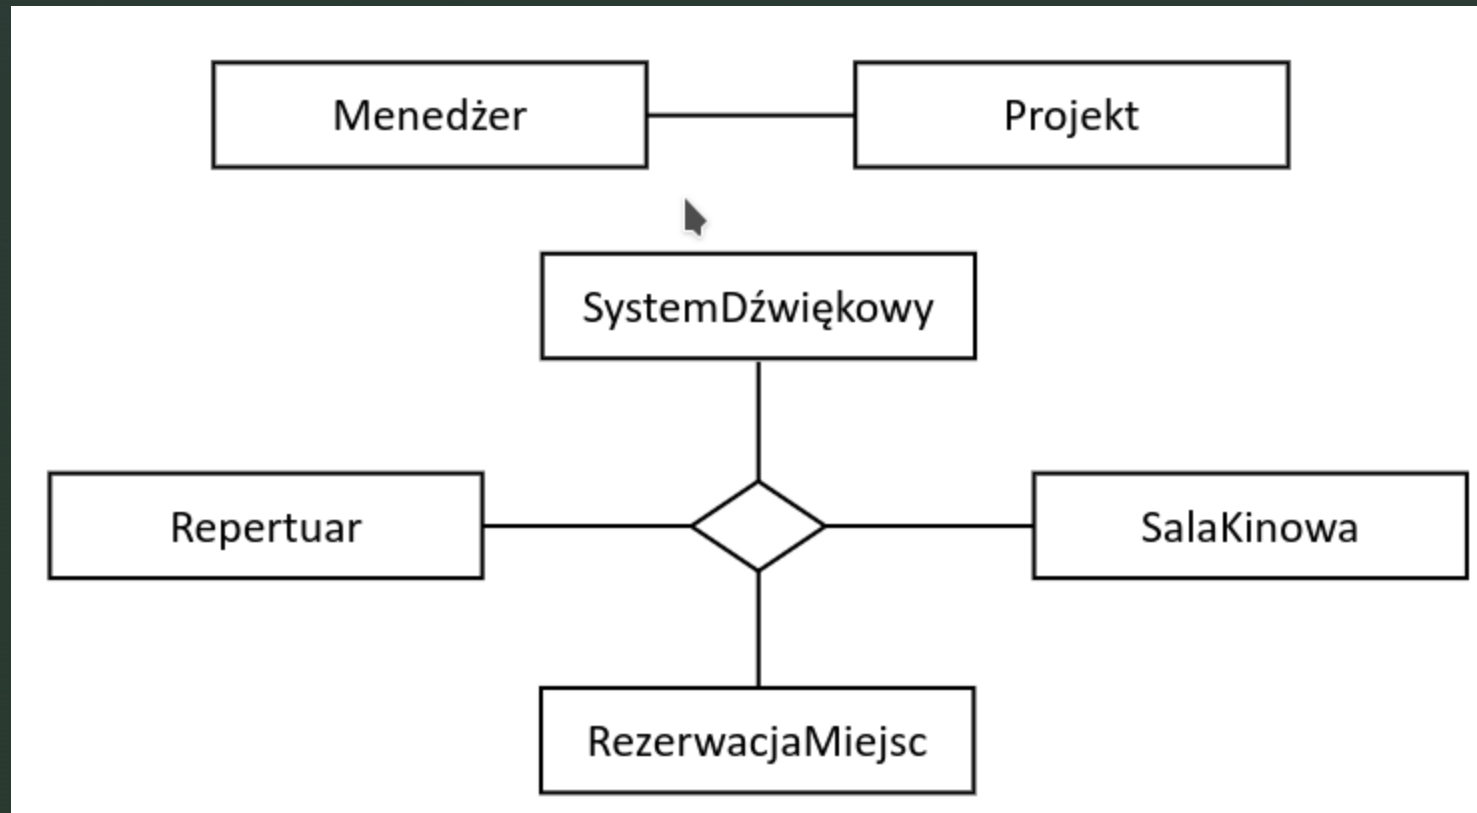 Menedżer
Projekt
SystemDźwiękowy
Repertuar
SalaKinowa
RezerwacjaMiejsc